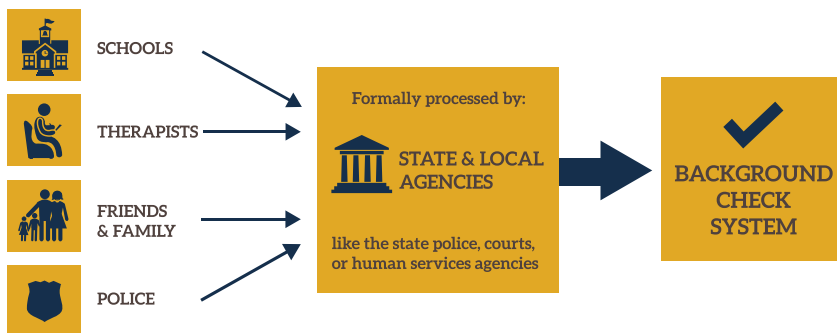 SCHOOLS
THERAPISTS
FRIENDS
& FAMILY
POLICE
Formally processed by:
STATE & LOCAL
AGENCIES
like the state police, courts,
or human services agencies
BACKGROUND
CHECK
SYSTEM